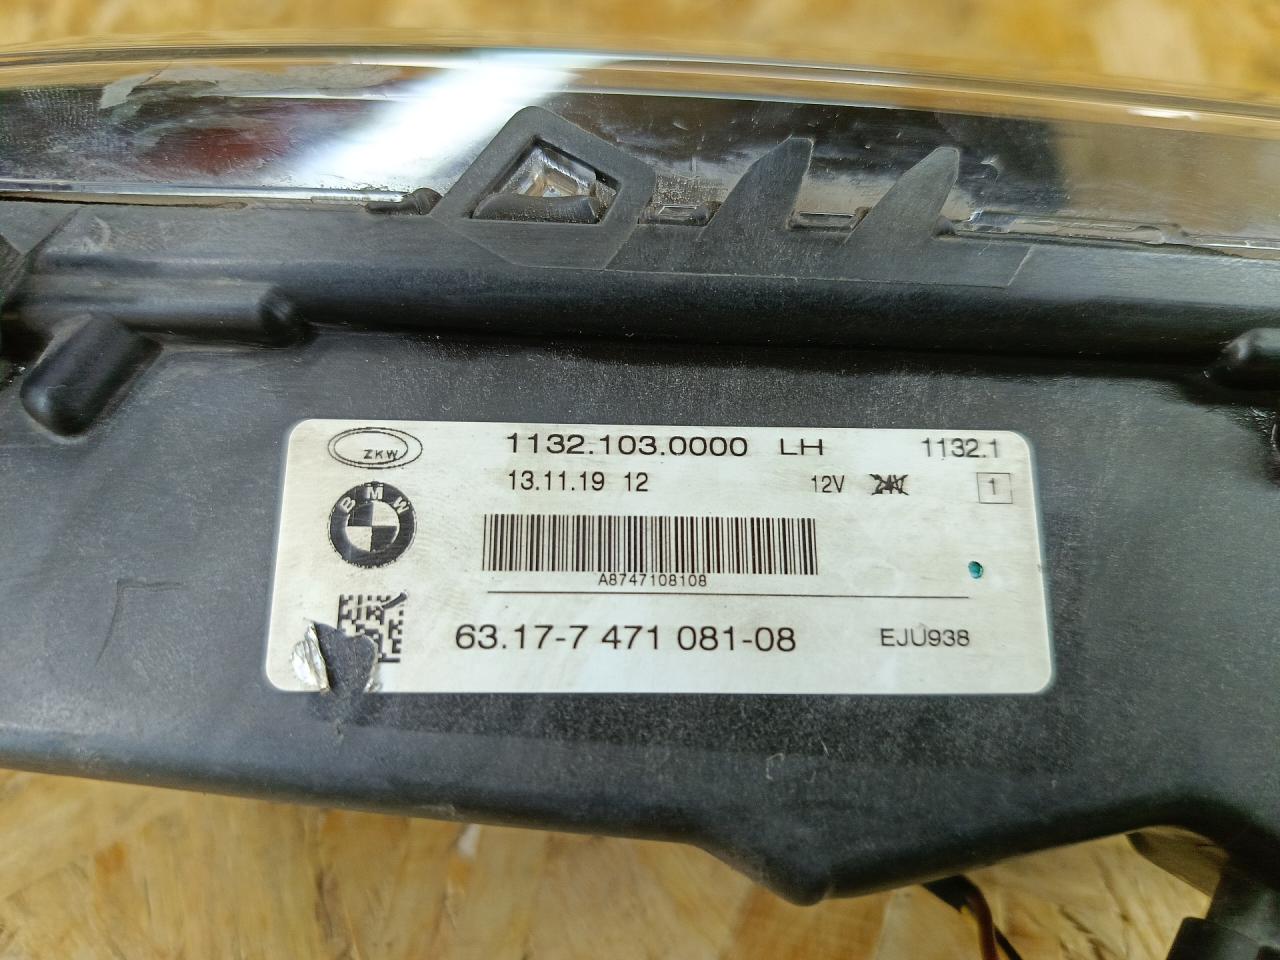 ZKW
1132.103.0000 LH
1132.1
13.11.19 12
12V 24V
1
BMW
A8747108108
63.17-7 471 081-08
EJU938